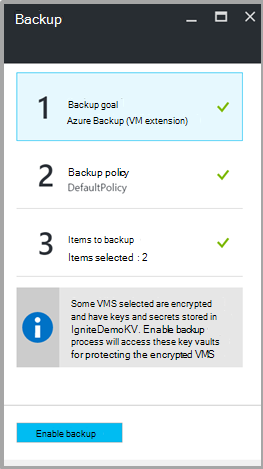 Backup
1
Backup goal
Azure Backup (VM extension)
2
Backup policy
DefaultPolicy
3
Items to backup
Items selected : 2
Some VMS selected are encrypted
and have keys and secrets stored in
IgniteDemoKV. Enable backup
process will access these key vaults
for protecting the encrypted VMS
Enable backup